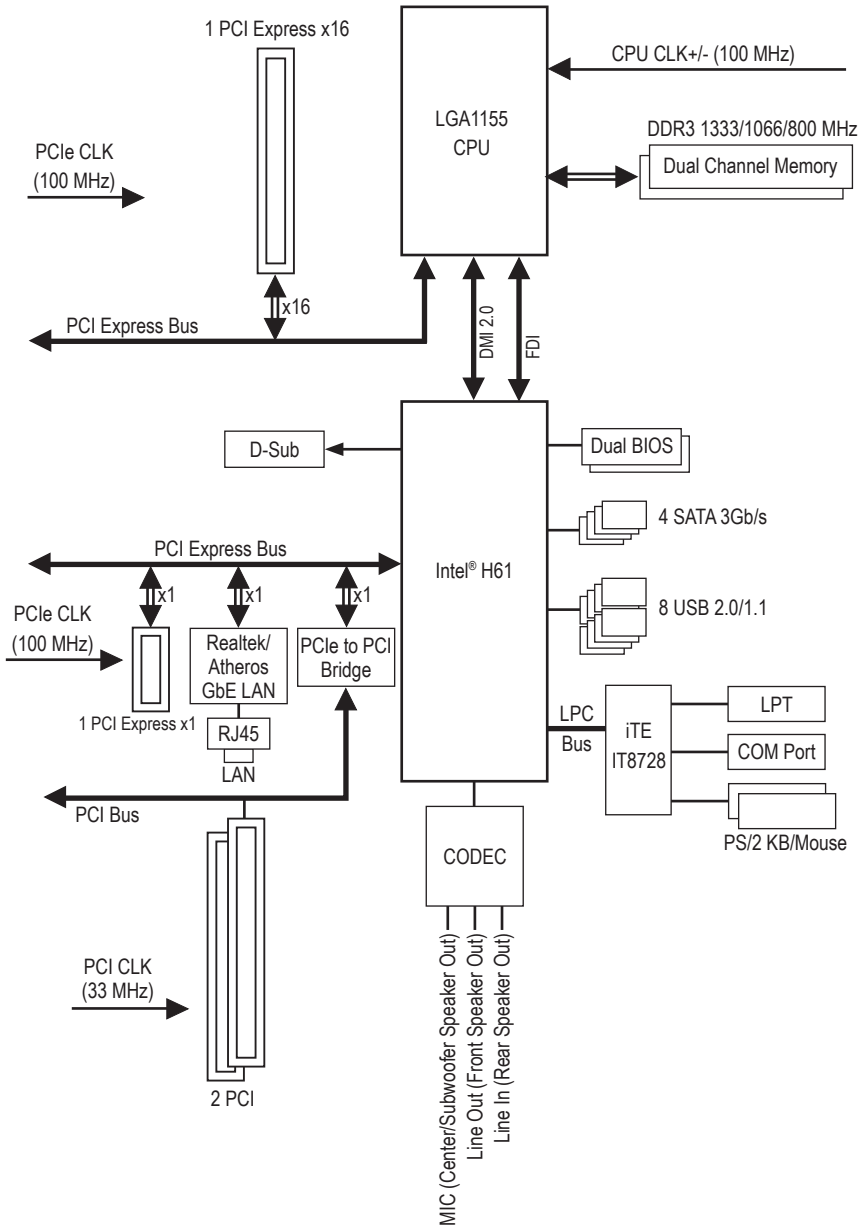 1 PCI Express x16
CPU CLK+/- (100 MHz)
LGA1155
CPU
DDR3 1333/1066/800 MHz
Dual Channel Memory
PCIe CLK
(100 MHz)
x16
PCI Express Bus
DMI 2.0
FDI
D-Sub
Dual BIOS
4 SATA 3Gb/s
PCI Express Bus
Intel® H61
x1
x1
x1
8 USB 2.0/1.1
PCIe CLK
(100 MHz)
1 PCI Express x1
Realtek/
Atheros
GbE LAN
RJ45
LAN
PCIe to PCI
Bridge
LPC
Bus
iTE
IT8728
LPT
COM Port
PS/2 KB/Mouse
PCI Bus
CODEC
PCI CLK
(33 MHz)
2 PCI
MIC (Center/Subwoofer Speaker Out)
Line Out (Front Speaker Out)
Line In (Rear Speaker Out)